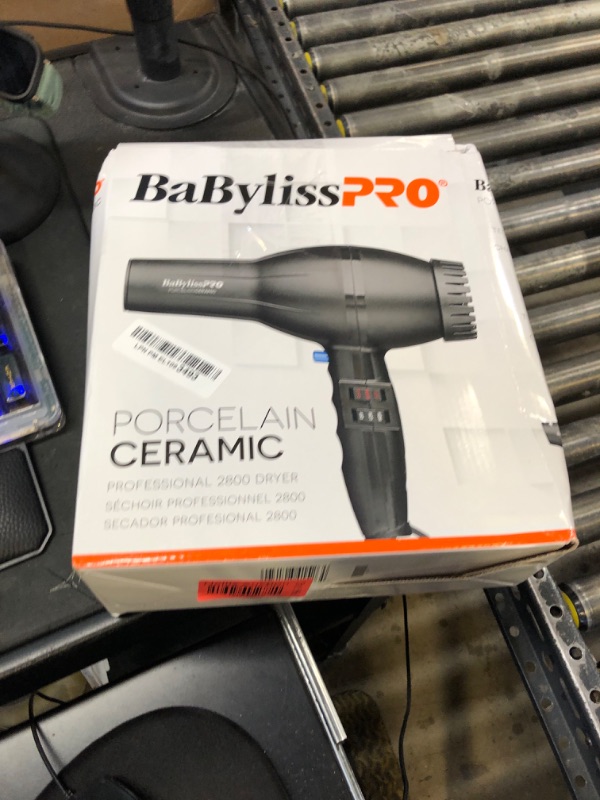 BaBylissPRO®
BaBylissPRO
PORCELAIN
CERAMIC
PROFESSIONAL 2800 DRYER
SÉCHOIR PROFESSIONNEL 2800
SECADOR PROFESIONAL 2800